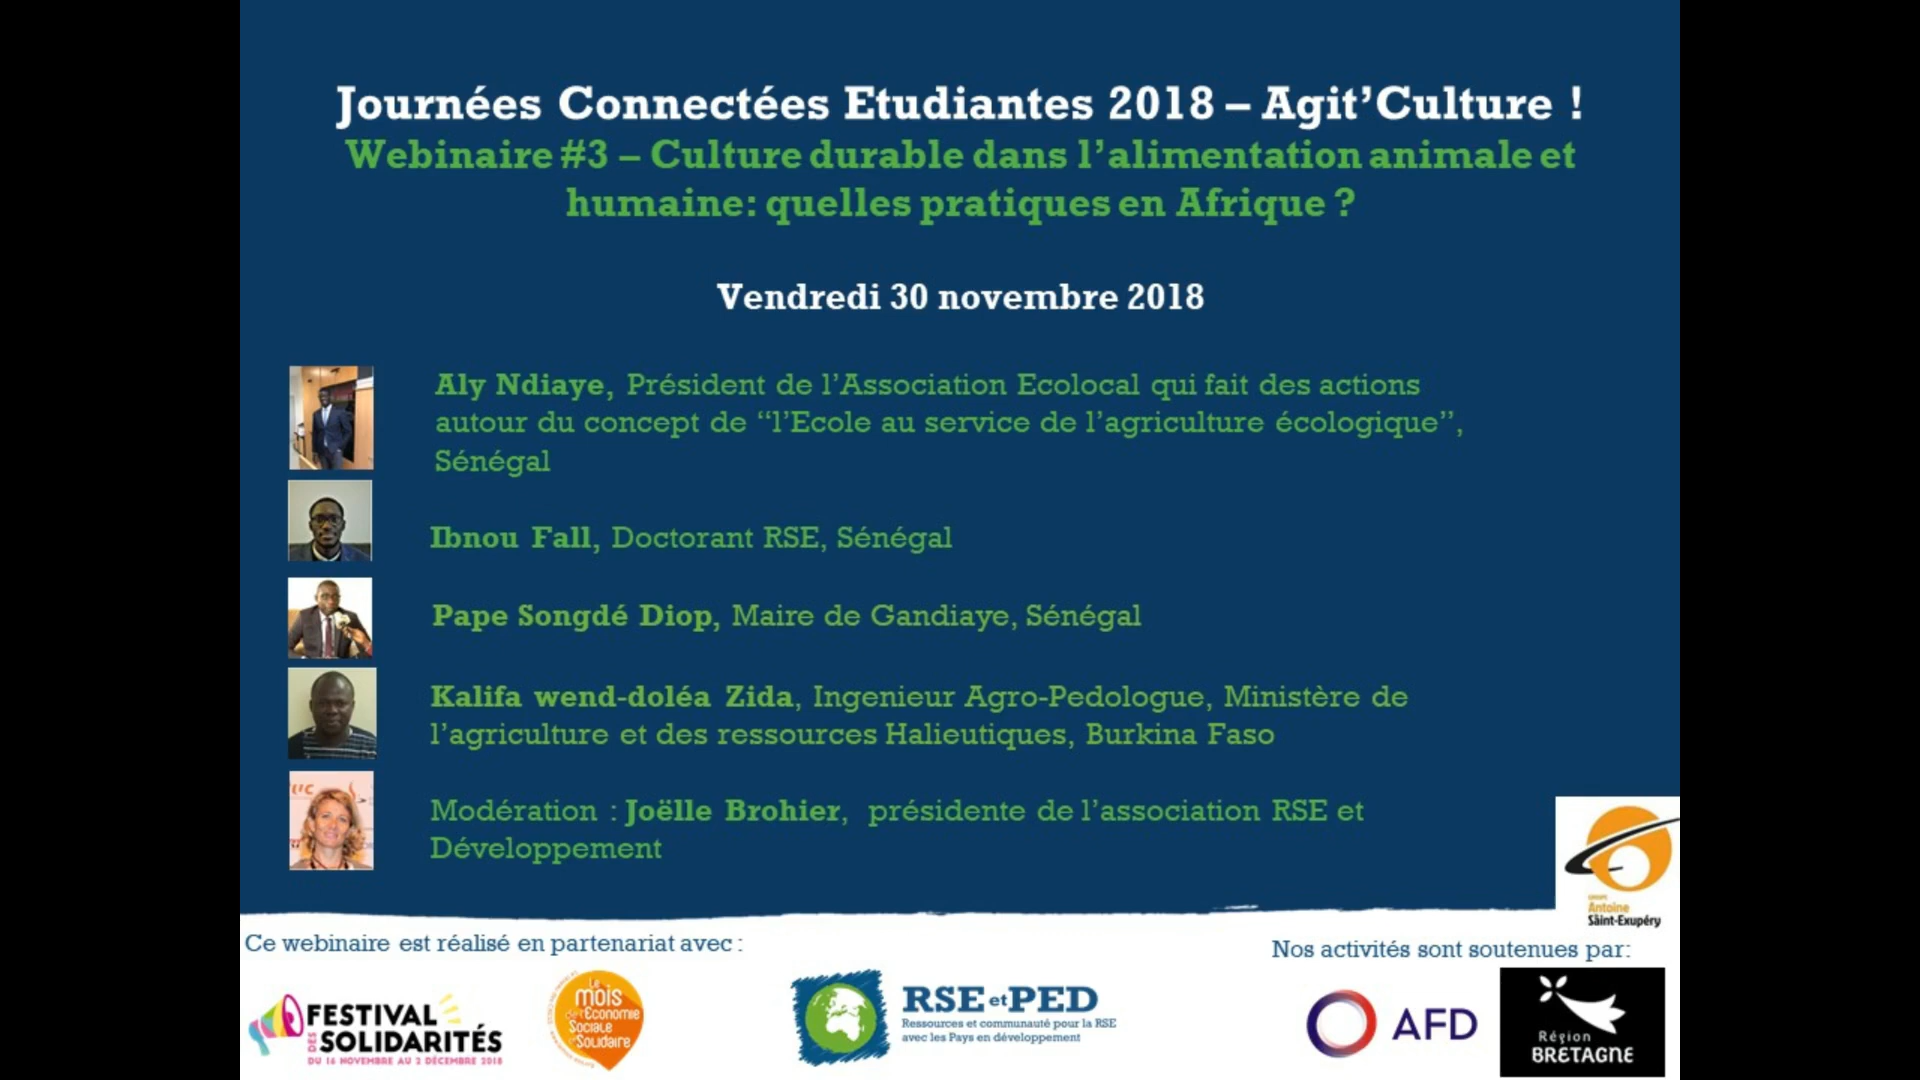 Journées Connectées Etudiantes 2018 – Agit’Culture !
Webinaire #3 – Culture durable dans l’alimentation animale et
humaine: quelles pratiques en Afrique ?
Vendredi 30 novembre 2018
Aly Ndiaye, Président de l’Association Ecolocal qui fait des actions
autour du concept de “l’Ecole au service de l’agriculture écologique”,
Sénégal
Ibnou Fall, Doctorant RSE, Sénégal
Pape Songdé Diop, Maire de Gandiaye, Sénégal
Kalifa wend-doléa Zida, Ingenieur Agro-Pedologue, Ministère de
l’agriculture et des ressources Halieutiques, Burkina Faso
Modération : Joëlle Brohier, présidente de l’association RSE et
Développement
GROUPE
Antoine
Saint-Exupéry
Ce webinaire est réalisé en partenariat avec :
Nos activités sont soutenues par:
FESTIVAL
DES
SOLIDARITÉS
DU 16 NOVEMBRE AU 2 DÉCEMBRE 2018
Le
mois
de l'Economie
Sociale
et Solidaire
RSE et PED
Ressources et communauté pour la RSE
avec les Pays en développement
AFD
Région
BRETAGNE